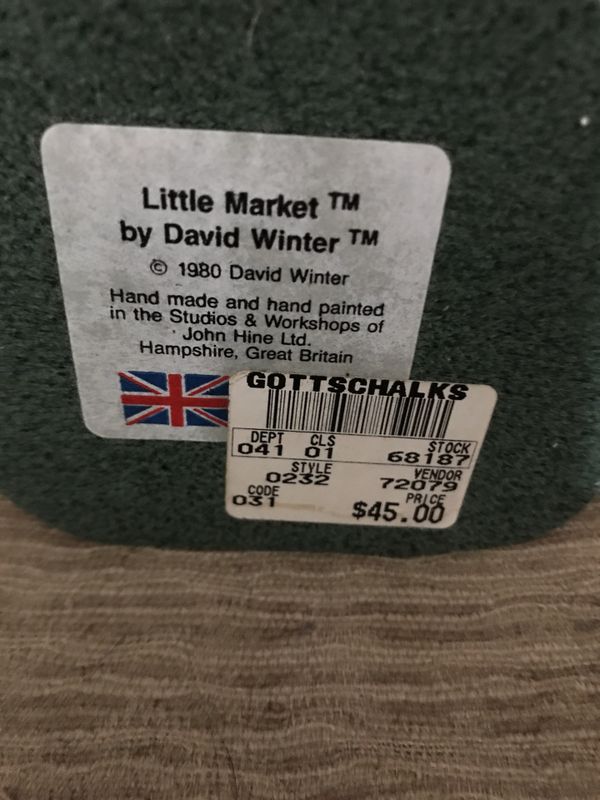 Little Market ™
by David Winter ™
© 1980 David Winter
Hand made and hand painted
in the Studios & Workshops of
John Hine Ltd.
Hampshire, Great Britain
GOTTSCHALKS
DEPT CLS STOCK
041 01 68187
STYLE VENDOR
0232 72079
CODE PRICE
031 $45.00